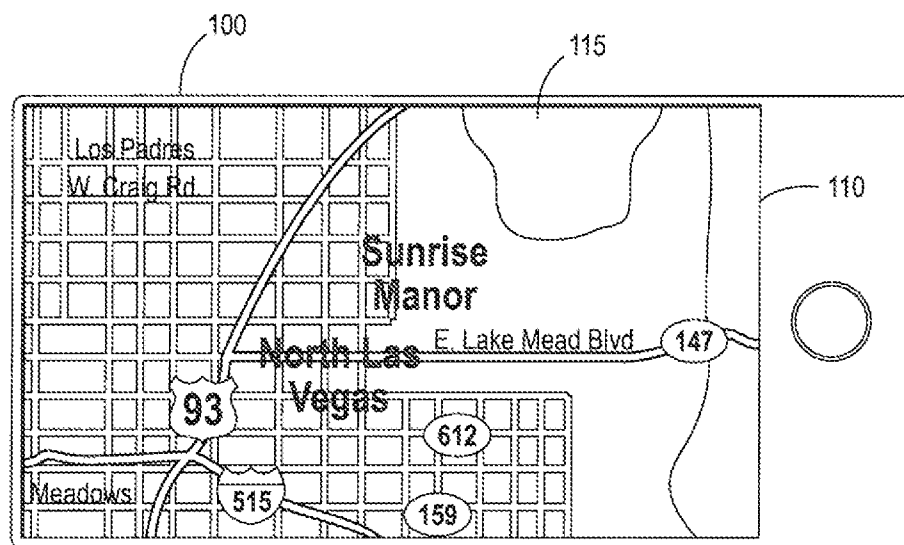 100
115
Los Padres
W. Craig Rd.
110
Sunrise
Manor
E. Lake Mead Blvd
147
North Las
Vegas
93
612
Meadows
515
159